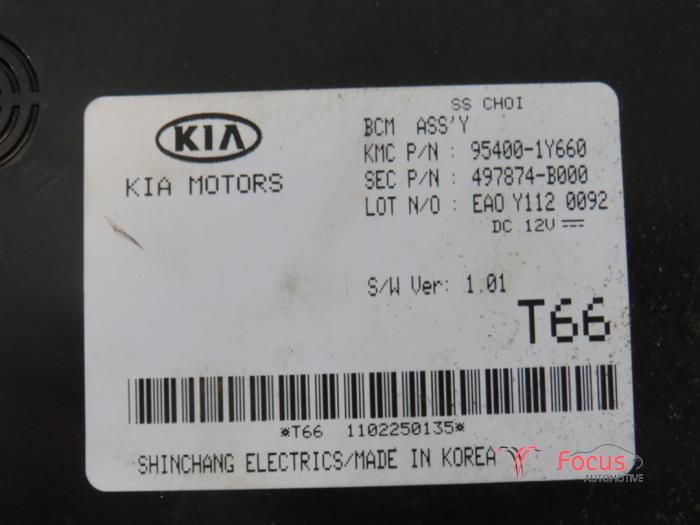 SS CHOI
KIA
KIA MOTORS
BCM ASS'Y
KMC P/N : 95400-1Y660
SEC P/N : 497874-B000
LOT N/O : EAO Y112 0092
DC 12V
S/W Ver: 1.01
T66
*T66 1102250135*
SHINCHANG ELECTRICS/MADE IN KOREA
Focus
AUTOMOTIVE